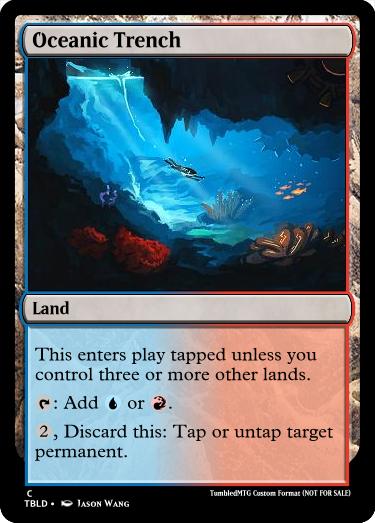 Oceanic Trench
Land
This enters play tapped unless you
control three or more other lands.
: Add or .
2, Discard this: Tap or untap target
permanent.
C
TBLD • Jason Wang
TumbledMTG Custom Format (NOT FOR SALE)